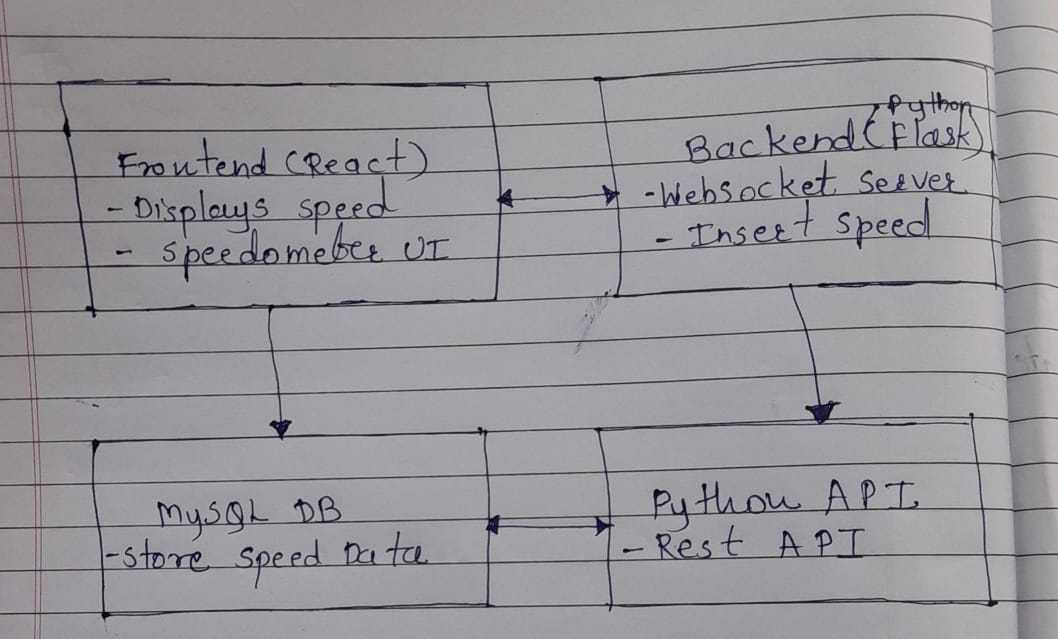 Frontend (React)
- Displays speed
- speedometer UI
Backend (Python
Flask)
- Websocket Server
- Insert speed
MySQL DB
- store speed Data
Python API
- Rest API